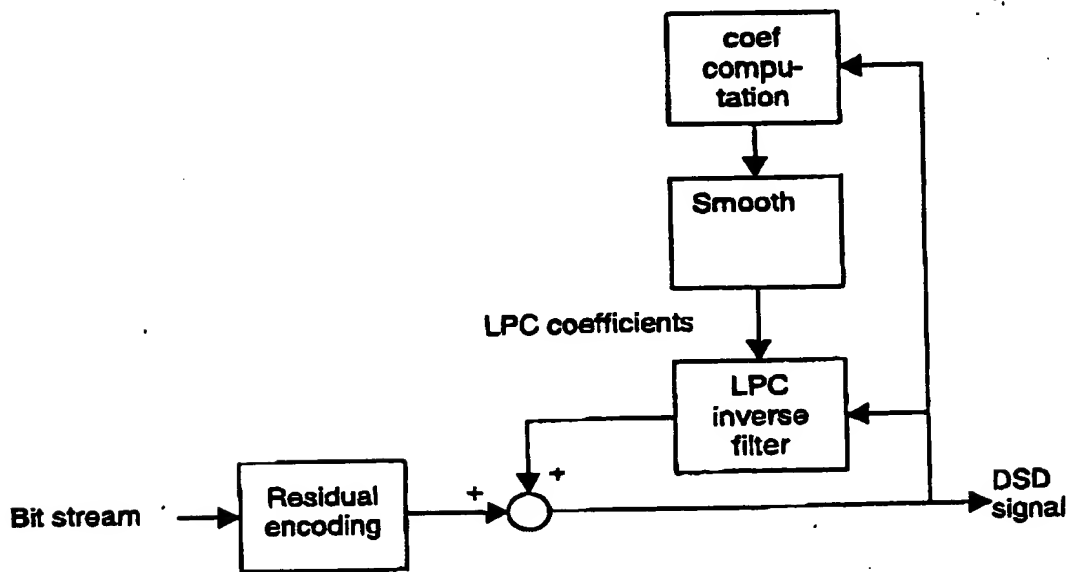 coef
compu-
tation
Smooth
LPC coefficients
LPC
inverse
filter
+
+
Residual
encoding
Bit stream
DSD
signal